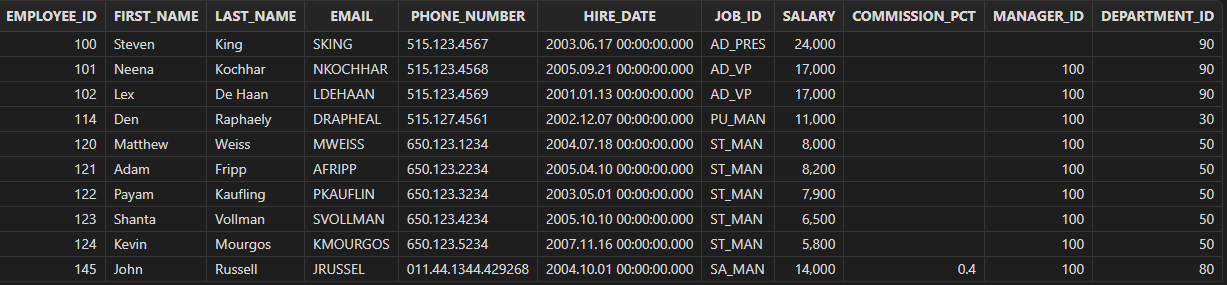 EMPLOYEE_ID FIRST_NAME LAST_NAME EMAIL PHONE_NUMBER HIRE_DATE JOB_ID SALARY COMMISSION_PCT MANAGER_ID DEPARTMENT_ID
100 Steven King SKING 515.123.4567 2003.06.17 00:00:00.000 AD_PRES 24,000 90
101 Neena Kochhar NKOCHHAR 515.123.4568 2005.09.21 00:00:00.000 AD_VP 17,000 100 90
102 Lex De Haan LDEHAAN 515.123.4569 2001.01.13 00:00:00.000 AD_VP 17,000 100 90
114 Den Raphaely DRAPHEAL 515.127.4561 2002.12.07 00:00:00.000 PU_MAN 11,000 100 30
120 Matthew Weiss MWEISS 650.123.1234 2004.07.18 00:00:00.000 ST_MAN 8,000 100 50
121 Adam Fripp AFRIPP 650.123.2234 2005.04.10 00:00:00.000 ST_MAN 8,200 100 50
122 Payam Kaufling PKAUFLIN 650.123.3234 2003.05.01 00:00:00.000 ST_MAN 7,900 100 50
123 Shanta Vollman SVOLLMAN 650.123.4234 2005.10.10 00:00:00.000 ST_MAN 6,500 100 50
124 Kevin Mourgos KMOURGOS 650.123.5234 2007.11.16 00:00:00.000 ST_MAN 5,800 100 50
145 John Russell JRUSSEL 011.44.1344.429268 2004.10.01 00:00:00.000 SA_MAN 14,000 0.4 100 80